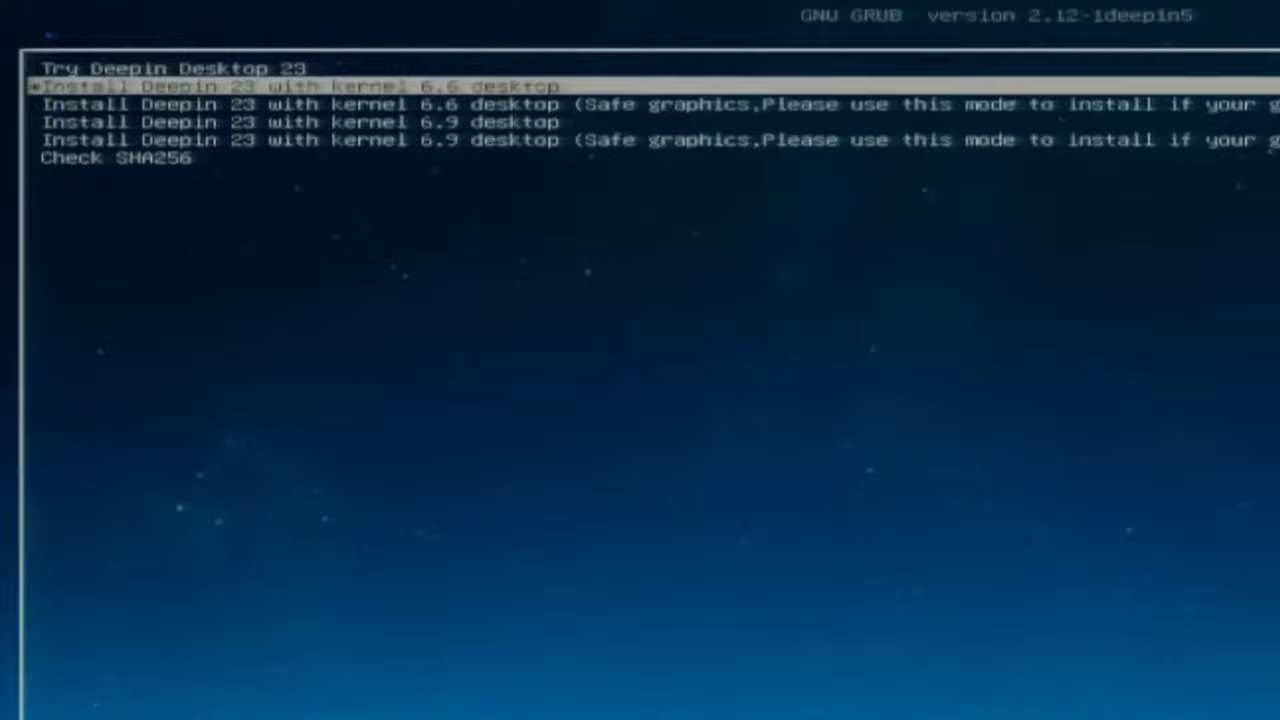 GNU GRUB version 2.12-1deepin5
Try Deepin Desktop 23
*Install Deepin 23 with kernel 6.6 desktop
Install Deepin 23 with kernel 6.6 desktop (Safe graphics,Please use this mode to install if your g
Install Deepin 23 with kernel 6.9 desktop
Install Deepin 23 with kernel 6.9 desktop (Safe graphics,Please use this mode to install if your g
Check SHA256